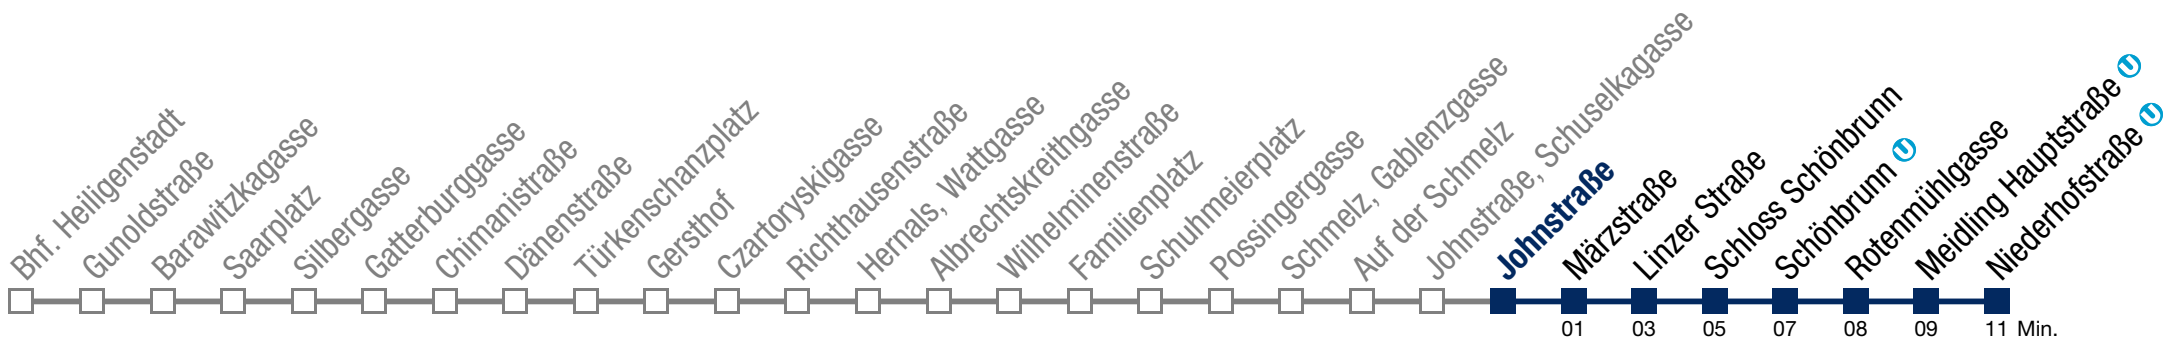 Bhf. Heiligenstadt
Gunoldstraße
Barawitzkagasse
Saarplatz
Silbergasse
Gatterburggasse
Chimanistraße
Dänenstraße
Türkenschanzplatz
Gersthof
Czartoryskigasse
Richthausenstraße
Hernals, Wattgasse
Albrechtskreithgasse
Wilhelminenstraße
Familienplatz
Schuhmeierplatz
Possingergasse
Schmelz, Gablenzgasse
Auf der Schmelz
Johnstraße, Schuselkagasse
Johnstraße
Märzstraße
Linzer Straße
Schloss Schönbrunn
Schönbrunn U
Rotenmühlgasse
Meidling Hauptstraße U
Niederhofstraße U
01 03 05 07 08 09 11 Min.